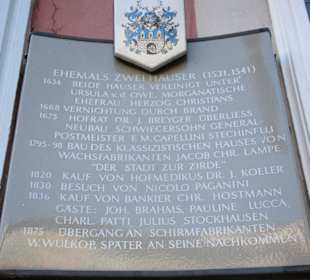 EHEMALS ZWEI HÄUSER (1531, 1541)
1634 BEIDE HÄUSER VEREINIGT UNTER
URSULA v.d. OWE, MORGANATISCHE
EHEFRAU HERZOG CHRISTIANS
1668 VERNICHTUNG DURCH BRAND
1675 HOFRAT DR. J. BREYGER ÜBERLIESS
NEUBAU SCHWIEGERSOHN GENERAL-
POSTMEISTER F. M. CAPELLINI STECHINELLI
1795-98 BAU DES KLASSIZISTISCHEN HAUSES VON
WACHSFABRIKANTEN JACOB CHR. LAMPE
"DER STADT ZUR ZIRDE"
1820 KAUF VON HOFMEDIKUS DR. J. KOELER
1830 BESUCH VON NICOLO PAGANINI
1836 KAUF VON BANKIER CHR. HOSTMANN
GÄSTE: JOH. BRAHMS, PAULINE LUCCA,
CHARL. PATTI JULIUS STOCKHAUSEN
1875 ÜBERGANG AN SCHIRMFABRIKANTEN
W. WULKOP, SPÄTER AN SEINE NACHKOMMEN